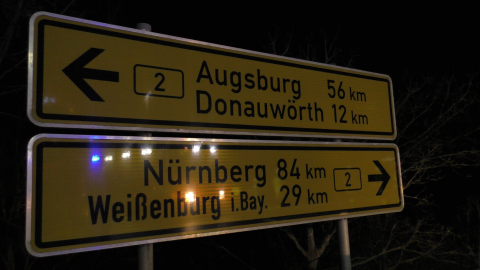 2 Augsburg 56 km
Donauwörth 12 km
Nürnberg 84 km 2
Weißenburg i.Bay. 29 km